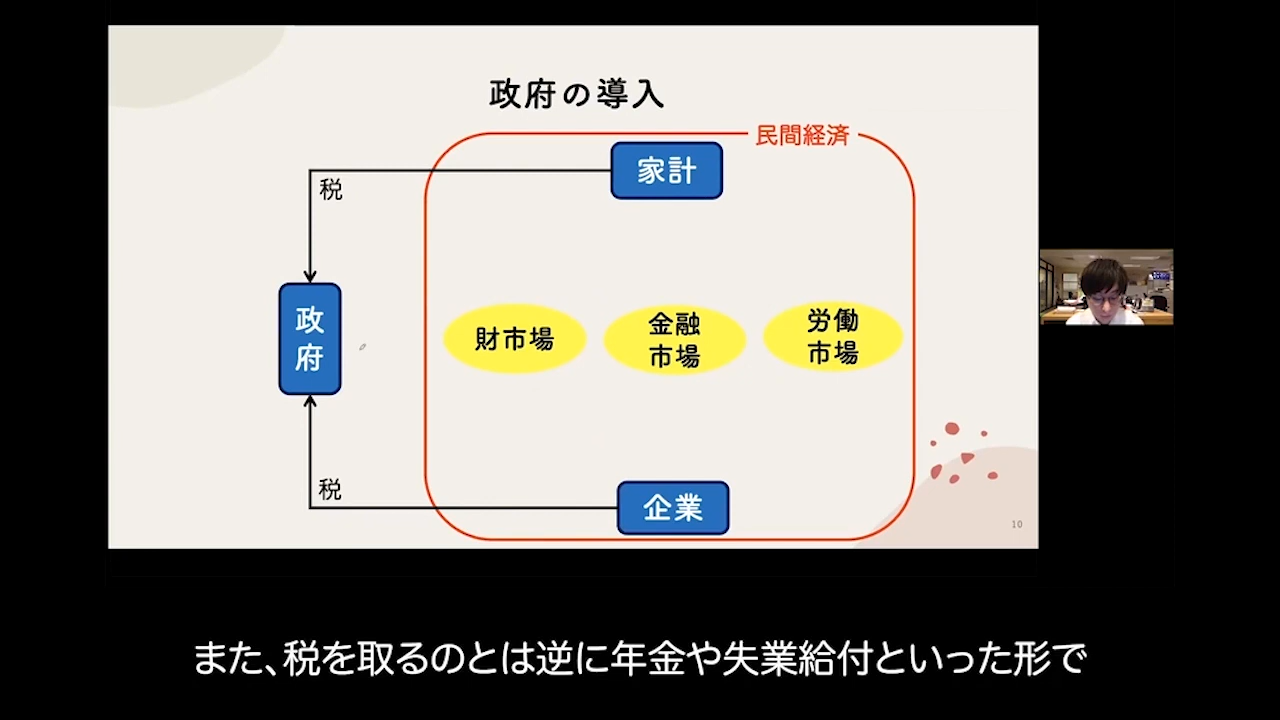 政府の導入
民間経済
家計
税
政
府
財市場
金融
市場
労働
市場
税
企業
10
また、税を取るのとは逆に年金や失業給付といった形で